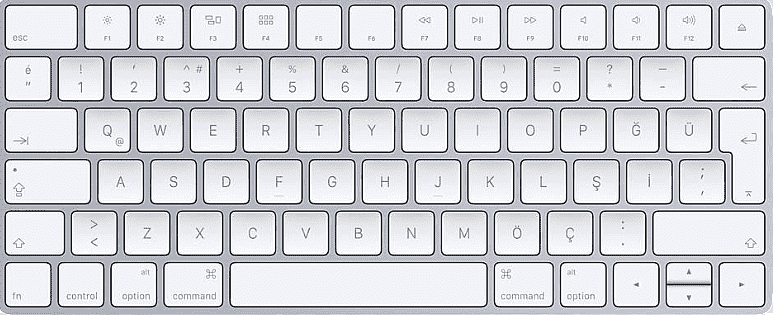 esc F1 F2 F3 F4 F5 F6 F7 F8 F9 F10 F11 F12
é ! ' ^ # + % & / ( ) = ? —
" 1 2 3 4 5 6 7 8 9 0 * -
Q @ W E R T Y U I O P Ğ Ü
A S D F G H J K L Ş İ ; ,
> < Z X C V B N M Ö Ç : .
alt alt
fn control option command command option